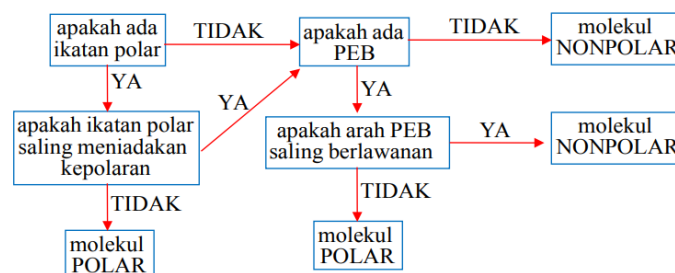 apakah ada
ikatan polar
TIDAK
apakah ada
PEB
TIDAK
molekul
NONPOLAR
YA
YA
YA
apakah ikatan polar
saling meniadakan
kepolaran
apakah arah PEB
saling berlawanan
YA
molekul
NONPOLAR
TIDAK
TIDAK
molekul
POLAR
molekul
POLAR